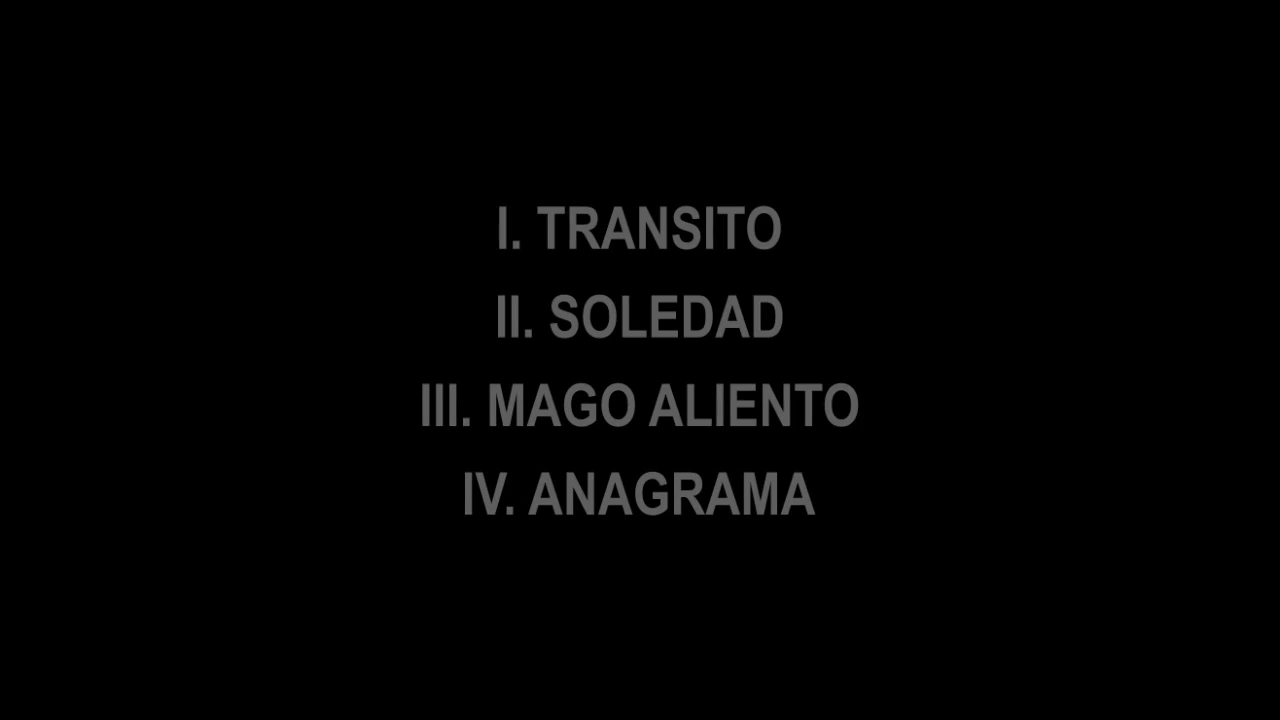 I. TRANSITO
II. SOLEDAD
III. MAGO ALIENTO
IV. ANAGRAMA